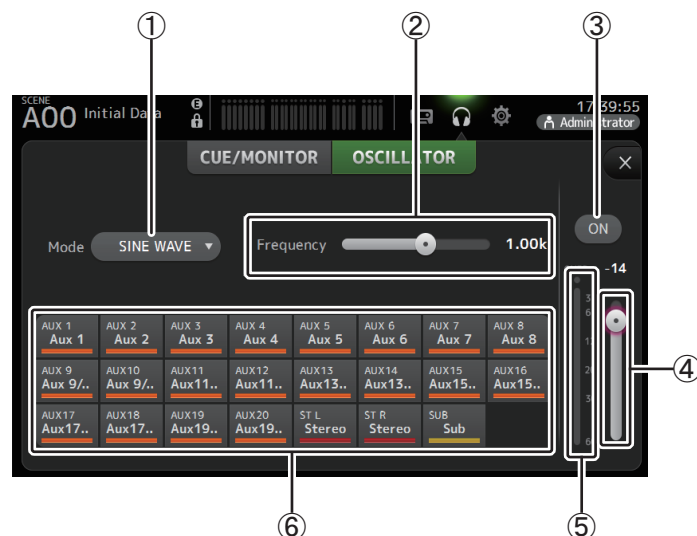 ① ② ③
SCENE
A00 Initial Data E 17:39:55
Administrator
CUE/MONITOR OSCILLATOR ×
Mode SINE WAVE ▼ Frequency 1.00k ON
-14
AUX 1 AUX 2 AUX 3 AUX 4 AUX 5 AUX 6 AUX 7 AUX 8
Aux 1 Aux 2 Aux 3 Aux 4 Aux 5 Aux 6 Aux 7 Aux 8
AUX 9 AUX10 AUX11 AUX12 AUX13 AUX14 AUX15 AUX16
Aux 9/.. Aux 9/.. Aux11.. Aux11.. Aux13.. Aux13.. Aux15.. Aux15..
④
AUX17 AUX18 AUX19 AUX20 ST L ST R SUB
Aux17.. Aux17.. Aux19.. Aux19.. Stereo Stereo Sub
⑥ ⑤